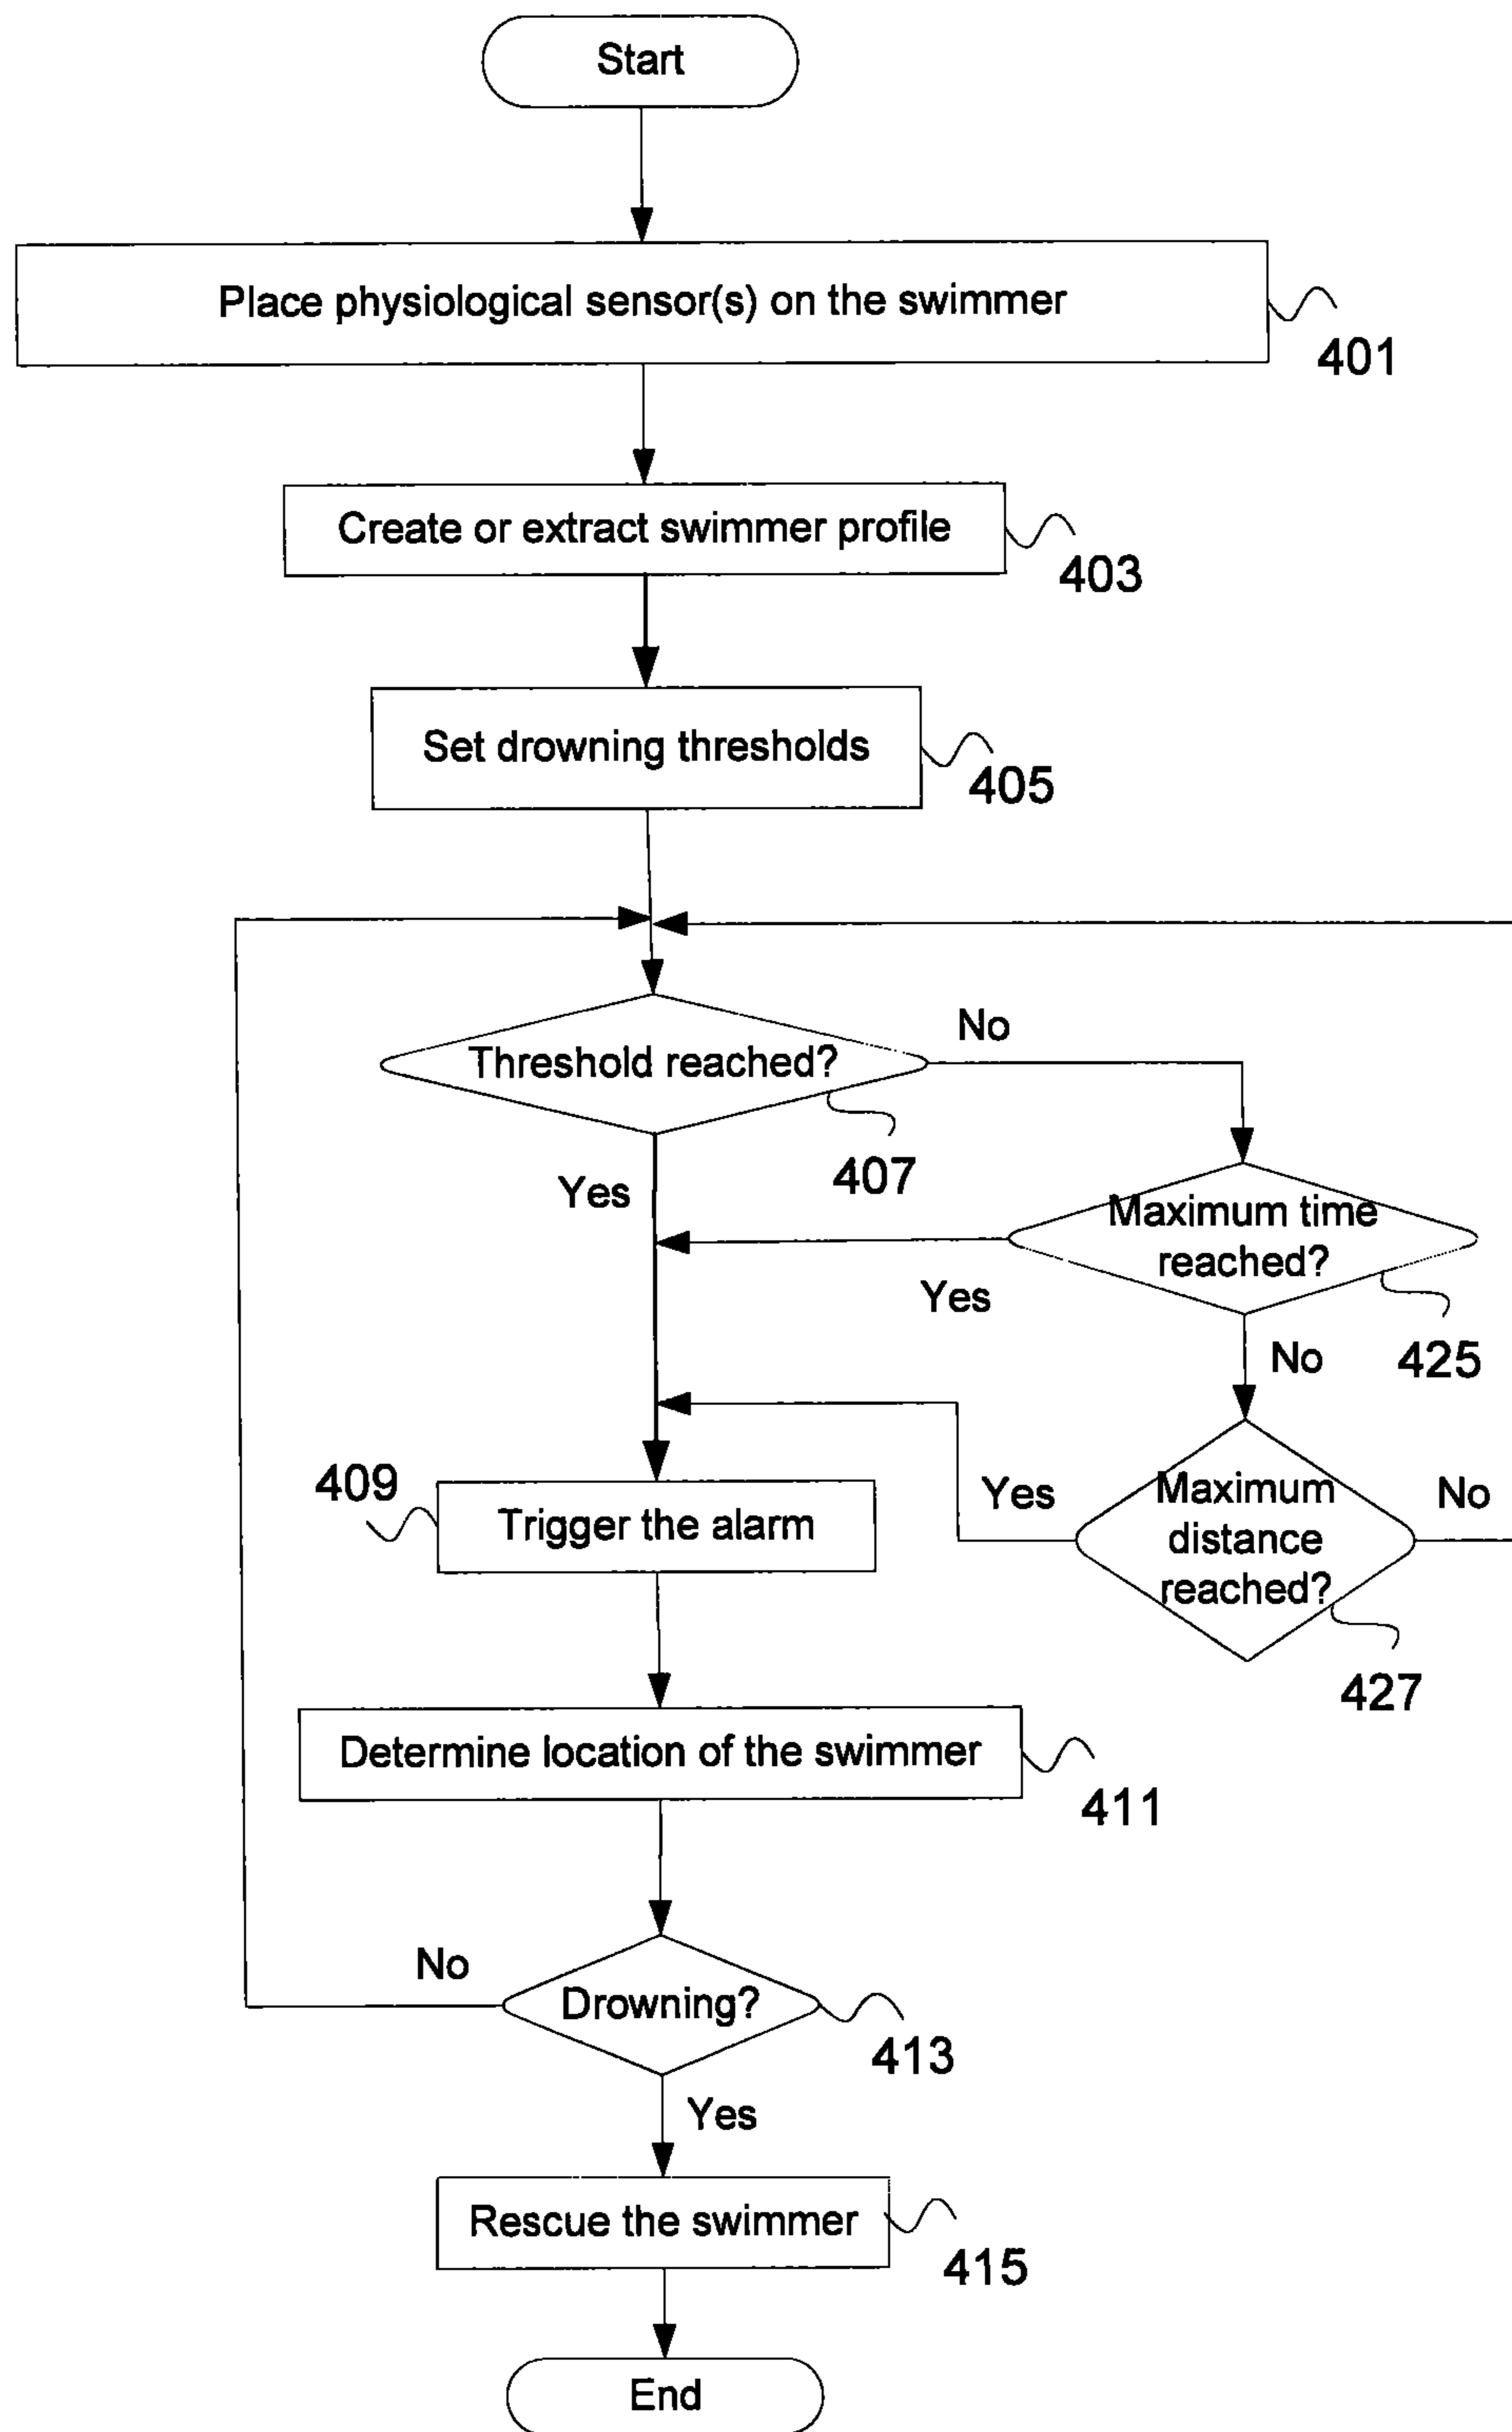 Start
Place physiological sensor(s) on the swimmer
401
Create or extract swimmer profile
403
Set drowning thresholds
405
Threshold reached?
No
407
Yes
Maximum time
reached?
Yes
425
No
409
Trigger the alarm
Yes
Maximum
distance
reached?
No
427
Determine location of the swimmer
411
No
Drowning?
413
Yes
Rescue the swimmer
415
End